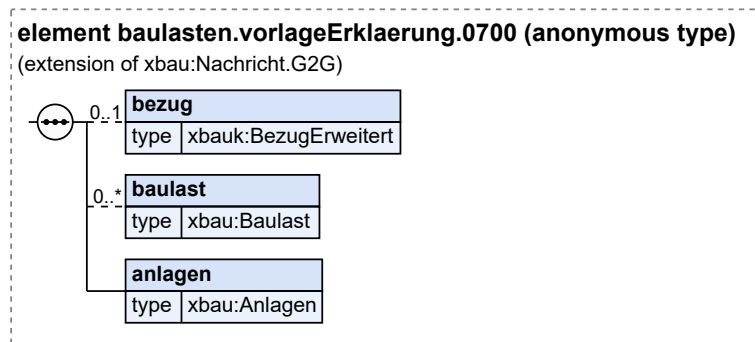 element baulasten.vorlageErklaerung.0700 (anonymous type)
(extension of xbau:Nachricht.G2G)
0..1
bezug
type xbauk:BezugErweitert
0..*
baulast
type xbau:Baulast
anlagen
type xbau:Anlagen